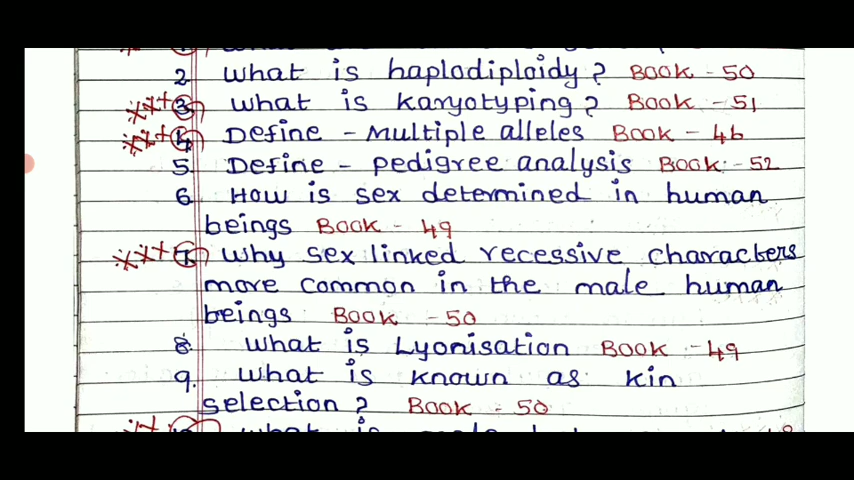 2 What is haplodiploidy? Book - 50
3 What is karyotyping? Book - 51
4 Define - Multiple alleles Book - 46
5 Define - pedigree analysis Book - 52
6 How is sex determined in human
beings Book - 49
7 Why sex linked recessive characters
more common in the male human
beings Book - 50
8 What is Lyonisation Book - 49
9. What is known as kin
selection? Book - 50